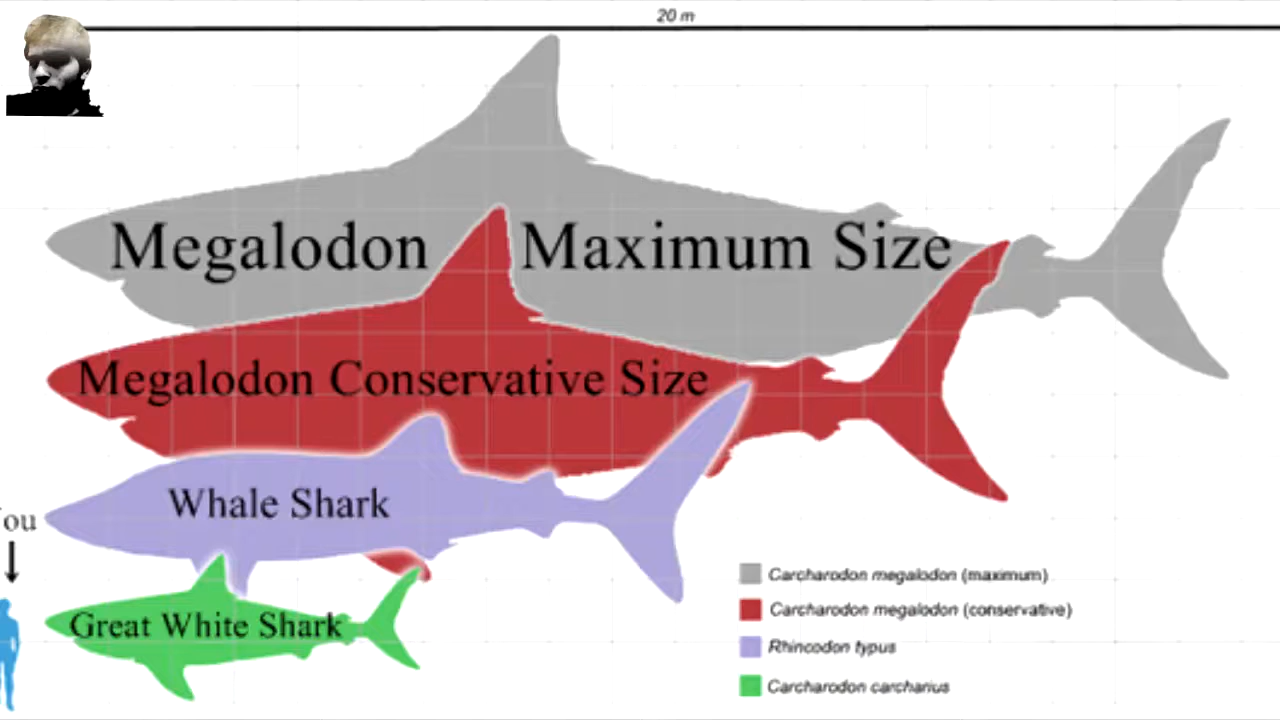 20 m
Megalodon Maximum Size
Megalodon Conservative Size
Whale Shark
ou
Great White Shark
Carcharodon megalodon (maximum)
Carcharodon megalodon (conservative)
Rhincodon typus
Carcharodon carcharius